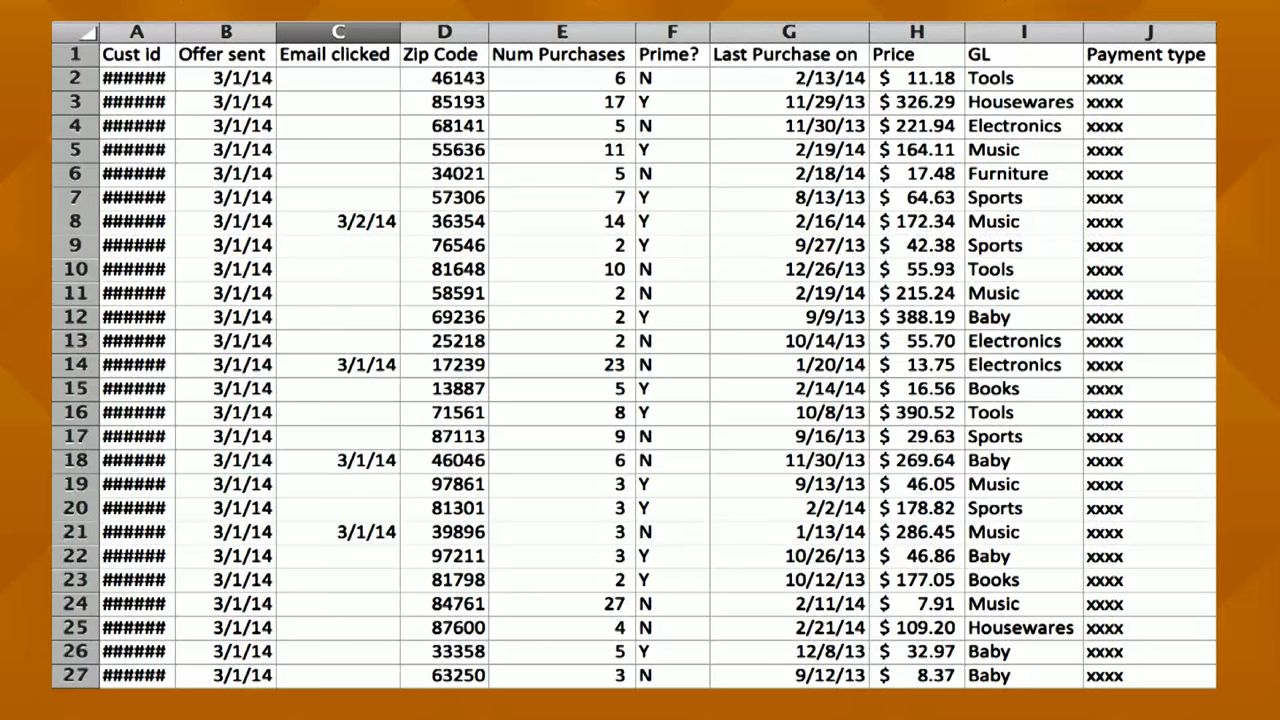 A B C D E F G H I J
1 Cust id Offer sent Email clicked Zip Code Num Purchases Prime? Last Purchase on Price GL Payment type
2 ###### 3/1/14 46143 6 N 2/13/14 $ 11.18 Tools xxxx
3 ###### 3/1/14 85193 17 Y 11/29/13 $ 326.29 Housewares xxxx
4 ###### 3/1/14 68141 5 N 11/30/13 $ 221.94 Electronics xxxx
5 ###### 3/1/14 55636 11 Y 2/19/14 $ 164.11 Music xxxx
6 ###### 3/1/14 34021 5 N 2/18/14 $ 17.48 Furniture xxxx
7 ###### 3/1/14 57306 7 Y 8/13/13 $ 64.63 Sports xxxx
8 ###### 3/1/14 3/2/14 36354 14 Y 2/16/14 $ 172.34 Music xxxx
9 ###### 3/1/14 76546 2 Y 9/27/13 $ 42.38 Sports xxxx
10 ###### 3/1/14 81648 10 N 12/26/13 $ 55.93 Tools xxxx
11 ###### 3/1/14 58591 2 N 2/19/14 $ 215.24 Music xxxx
12 ###### 3/1/14 69236 2 Y 9/9/13 $ 388.19 Baby xxxx
13 ###### 3/1/14 25218 2 N 10/14/13 $ 55.70 Electronics xxxx
14 ###### 3/1/14 3/1/14 17239 23 N 1/20/14 $ 13.75 Electronics xxxx
15 ###### 3/1/14 13887 5 Y 2/14/14 $ 16.56 Books xxxx
16 ###### 3/1/14 71561 8 Y 10/8/13 $ 390.52 Tools xxxx
17 ###### 3/1/14 87113 9 N 9/16/13 $ 29.63 Sports xxxx
18 ###### 3/1/14 3/1/14 46046 6 N 11/30/13 $ 269.64 Baby xxxx
19 ###### 3/1/14 97861 3 Y 9/13/13 $ 46.05 Music xxxx
20 ###### 3/1/14 81301 3 Y 2/2/14 $ 178.82 Sports xxxx
21 ###### 3/1/14 3/1/14 39896 3 N 1/13/14 $ 286.45 Music xxxx
22 ###### 3/1/14 97211 3 Y 10/26/13 $ 46.86 Baby xxxx
23 ###### 3/1/14 81798 2 Y 10/12/13 $ 177.05 Books xxxx
24 ###### 3/1/14 84761 27 N 2/11/14 $ 7.91 Music xxxx
25 ###### 3/1/14 87600 4 N 2/21/14 $ 109.20 Housewares xxxx
26 ###### 3/1/14 33358 5 Y 12/8/13 $ 32.97 Baby xxxx
27 ###### 3/1/14 63250 3 N 9/12/13 $ 8.37 Baby xxxx